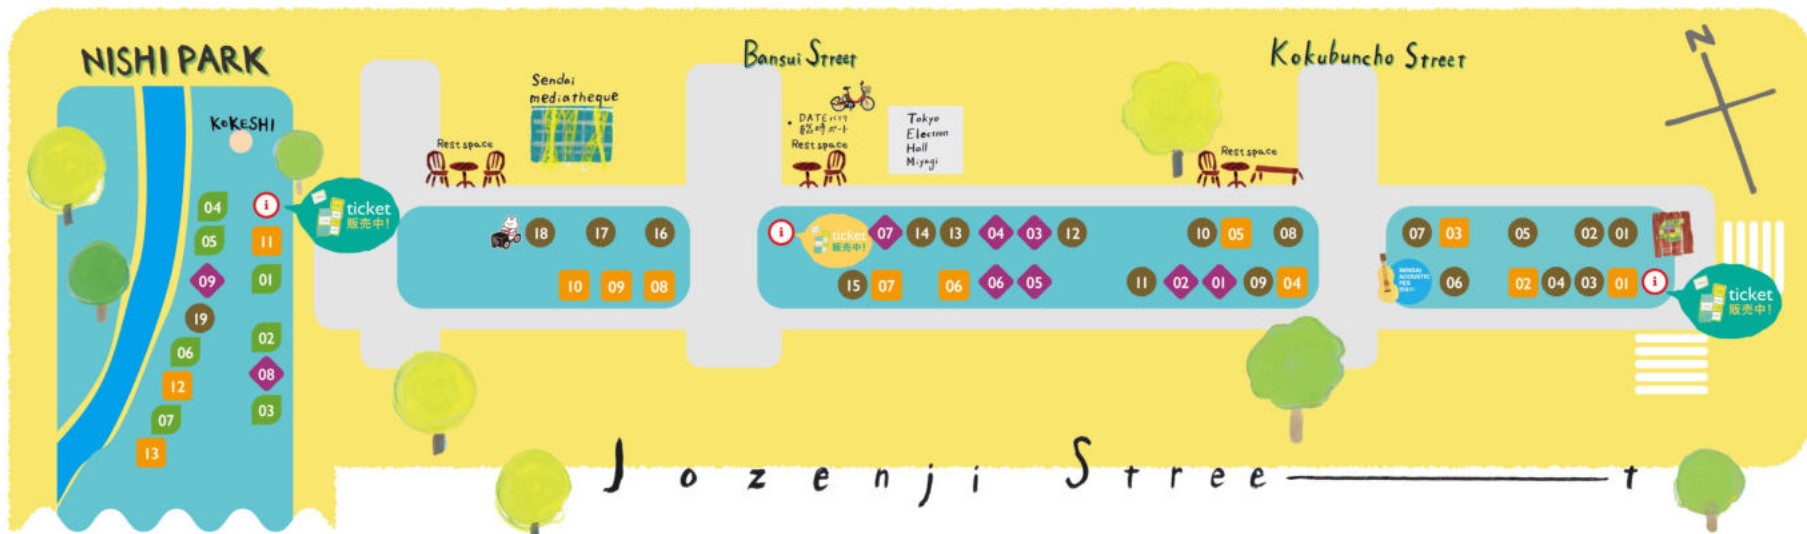 NISHI PARK
KOKESHI
04
05
09
19
06
12
07
13
i
11
01
02
08
03
ticket
販売中!
Rest space
Sendai
mediatheque
18
17
16
10
09
08
Bansui Street
DATEバイク
臨時ポート
Rest space
Tokyo
Electron
Hall
Miyagi
i
ticket
販売中!
07
14
13
04
03
12
10
05
08
15
07
06
06
05
11
02
01
09
04
Kokubuncho Street
Rest space
N
07
03
05
02
01
SENDAI
ACOUSTIC
FES
06
02
04
03
01
i
ticket
販売中!
Jozenji Street